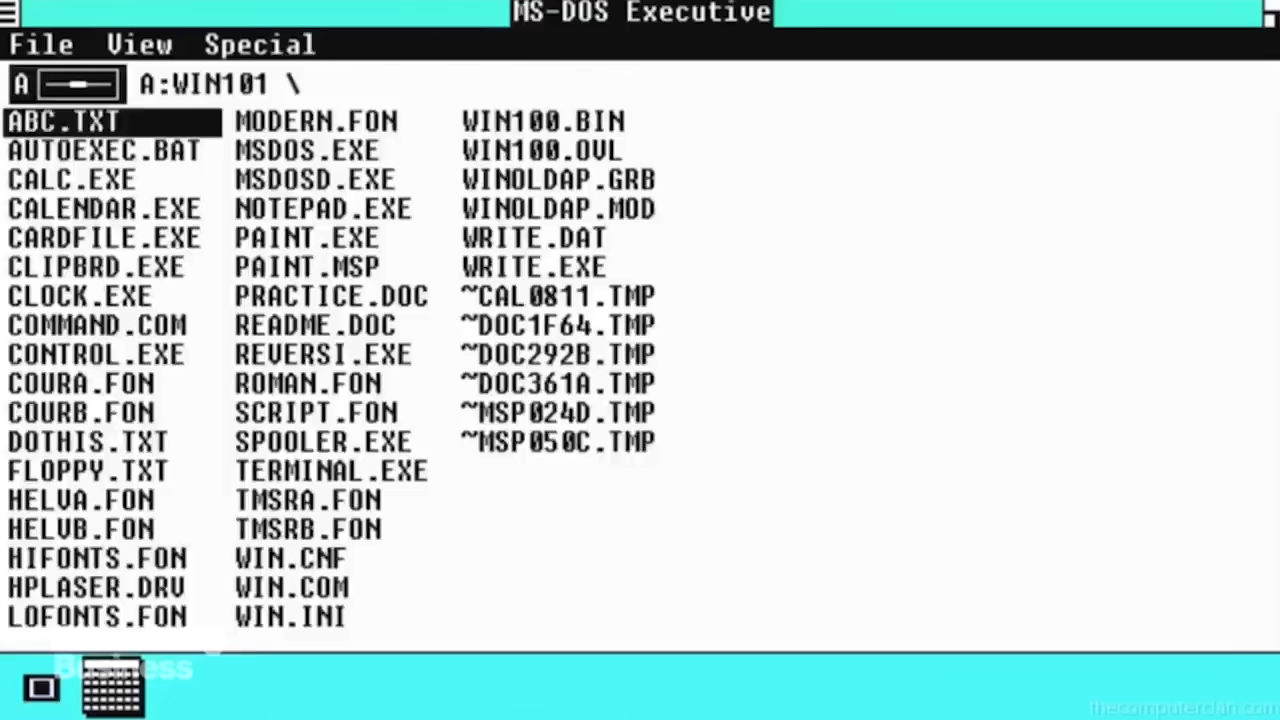 MS-DOS Executive
File View Special
A A:WIN101 \
ABC.TXT MODERN.FON WIN100.BIN
AUTOEXEC.BAT MSDOS.EXE WIN100.OVL
CALC.EXE MSDOSD.EXE WINOLDAP.GRB
CALENDAR.EXE NOTEPAD.EXE WINOLDAP.MOD
CARDFILE.EXE PAINT.EXE WRITE.DAT
CLIPBRD.EXE PAINT.MSP WRITE.EXE
CLOCK.EXE PRACTICE.DOC ~CAL0811.TMP
COMMAND.COM README.DOC ~DOC1F64.TMP
CONTROL.EXE REVERSI.EXE ~DOC292B.TMP
COURA.FON ROMAN.FON ~DOC361A.TMP
COURB.FON SCRIPT.FON ~MSP024D.TMP
DOTHIS.TXT SPOOLER.EXE ~MSP050C.TMP
FLOPPY.TXT TERMINAL.EXE
HELVA.FON TMSRA.FON
HELVB.FON TMSRB.FON
HIFONTS.FON WIN.CNF
HPLASER.DRV WIN.COM
LOFONTS.FON WIN.INI
Business
thecomputerdan.com